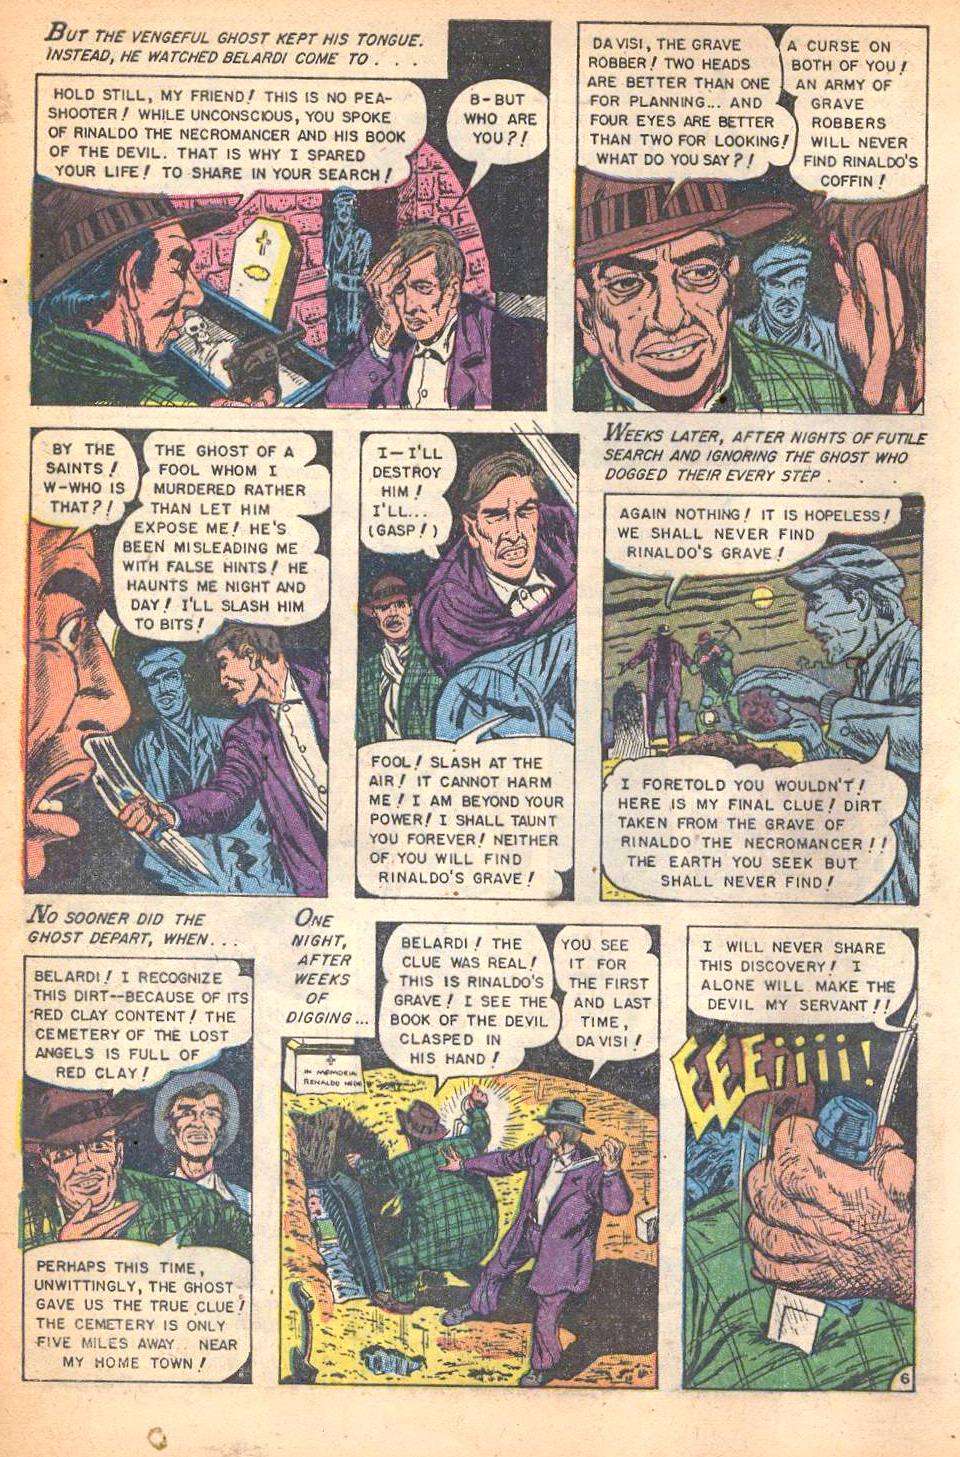 BUT THE VENGEFUL GHOST KEPT HIS TONGUE.
INSTEAD, HE WATCHED BELARDI COME TO . . .
HOLD STILL, MY FRIEND! THIS IS NO PEA-
SHOOTER! WHILE UNCONSCIOUS, YOU SPOKE
OF RINALDO THE NECROMANCER AND HIS BOOK
OF THE DEVIL. THAT IS WHY I SPARED
YOUR LIFE! TO SHARE IN YOUR SEARCH!
B-BUT
WHO ARE
YOU?!
DAVISI, THE GRAVE
ROBBER! TWO HEADS
ARE BETTER THAN ONE
FOR PLANNING... AND
FOUR EYES ARE BETTER
THAN TWO FOR LOOKING!
WHAT DO YOU SAY?!
A CURSE ON
BOTH OF YOU!
AN ARMY OF
GRAVE
ROBBERS
WILL NEVER
FIND RINALDO'S
COFFIN!
BY THE
SAINTS!
W-WHO IS
THAT?!
THE GHOST OF A
FOOL WHOM I
MURDERED RATHER
THAN LET HIM
EXPOSE ME! HE'S
BEEN MISLEADING ME
WITH FALSE HINTS! HE
HAUNTS ME NIGHT AND
DAY! I'LL SLASH HIM
TO BITS!
I-I'LL
DESTROY
HIM!
I'LL...
(GASP!)
FOOL! SLASH AT THE
AIR! IT CANNOT HARM
ME! I AM BEYOND YOUR
POWER! I SHALL TAUNT
YOU FOREVER! NEITHER
OF YOU WILL FIND
RINALDO'S GRAVE!
WEEKS LATER, AFTER NIGHTS OF FUTILE
SEARCH AND IGNORING THE GHOST WHO
DOGGED THEIR EVERY STEP . . . .
AGAIN NOTHING! IT IS HOPELESS!
WE SHALL NEVER FIND
RINALDO'S GRAVE!
I FORETOLD YOU WOULDN'T!
HERE IS MY FINAL CLUE! DIRT
TAKEN FROM THE GRAVE OF
RINALDO THE NECROMANCER!!
THE EARTH YOU SEEK BUT
SHALL NEVER FIND!
NO SOONER DID THE
GHOST DEPART, WHEN...
BELARDI! I RECOGNIZE
THIS DIRT--BECAUSE OF ITS
RED CLAY CONTENT! THE
CEMETERY OF THE LOST
ANGELS IS FULL OF
RED CLAY!
PERHAPS THIS TIME,
UNWITTINGLY, THE GHOST
GAVE US THE TRUE CLUE!
THE CEMETERY IS ONLY
FIVE MILES AWAY.. NEAR
MY HOME TOWN!
ONE
NIGHT,
AFTER
WEEKS
OF
DIGGING...
BELARDI! THE
CLUE WAS REAL!
THIS IS RINALDO'S
GRAVE! I SEE THE
BOOK OF THE DEVIL
CLASPED IN
HIS HAND!
YOU SEE
IT FOR
THE FIRST
AND LAST
TIME,
DAVISI!
IN MEMORIA
RINALDO
I WILL NEVER SHARE
THIS DISCOVERY! I
ALONE WILL MAKE THE
DEVIL MY SERVANT!!
EEEiiiii!
6